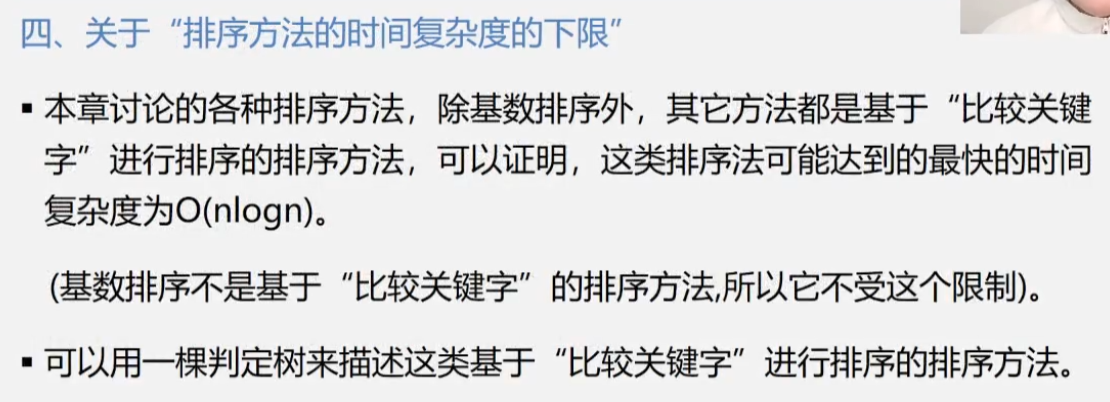 四、关于“排序方法的时间复杂度的下限”
▪ 本章讨论的各种排序方法，除基数排序外，其它方法都是基于“比较关键
字”进行排序的排序方法，可以证明，这类排序法可能达到的最快的时间
复杂度为O(nlogn)。
(基数排序不是基于“比较关键字”的排序方法,所以它不受这个限制)。
▪ 可以用一棵判定树来描述这类基于“比较关键字”进行排序的排序方法。